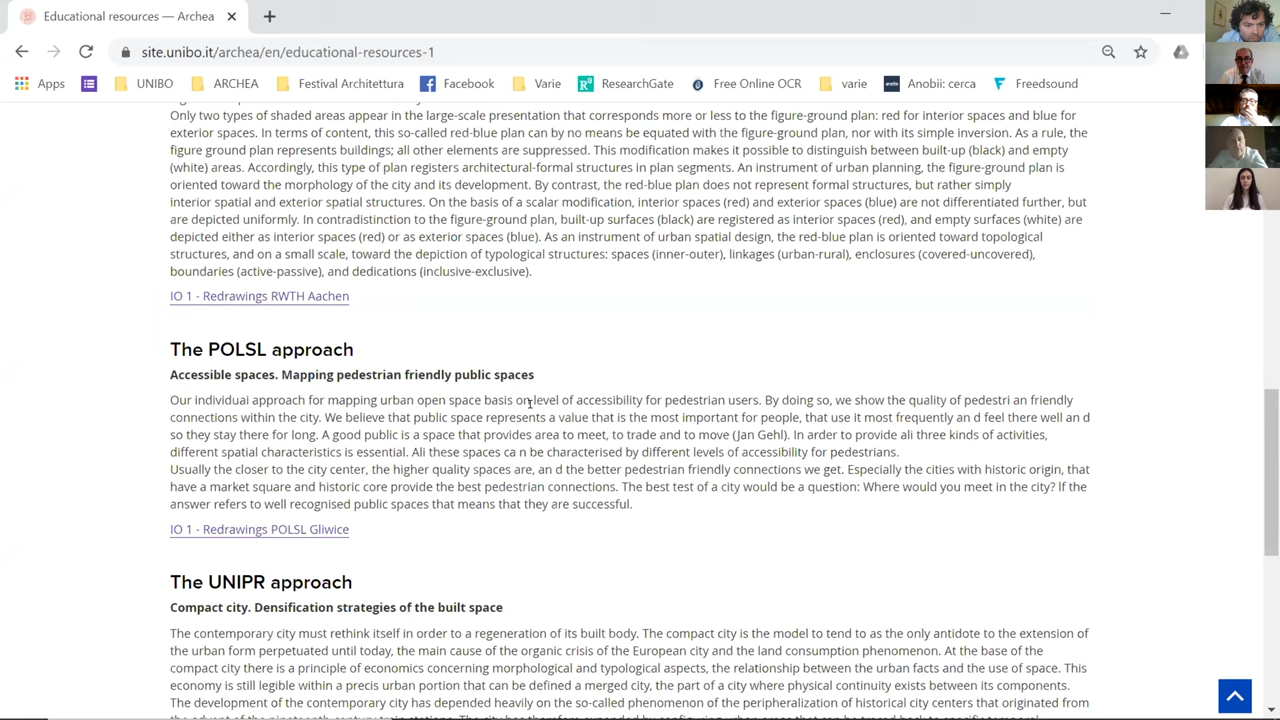 Educational resources — Archea
site.unibo.it/archea/en/educational-resources-1
Apps UNIBO ARCHEA Festival Architettura Facebook Varie ResearchGate Free Online OCR varie Anobii: cerca Freedsound
Only two types of shaded areas appear in the large-scale presentation that corresponds more or less to the figure-ground plan: red for interior spaces and blue for
exterior spaces. In terms of content, this so-called red-blue plan can by no means be equated with the figure-ground plan, nor with its simple inversion. As a rule, the
figure ground plan represents buildings; all other elements are suppressed. This modification makes it possible to distinguish between built-up (black) and empty
(white) areas. Accordingly, this type of plan registers architectural-formal structures in plan segments. An instrument of urban planning, the figure-ground plan is
oriented toward the morphology of the city and its development. By contrast, the red-blue plan does not represent formal structures, but rather simply
interior spatial and exterior spatial structures. On the basis of a scalar modification, interior spaces (red) and exterior spaces (blue) are not differentiated further, but
are depicted uniformly. In contradistinction to the figure-ground plan, built-up surfaces (black) are registered as interior spaces (red), and empty surfaces (white) are
depicted either as interior spaces (red) or as exterior spaces (blue). As an instrument of urban spatial design, the red-blue plan is oriented toward topological
structures, and on a small scale, toward the depiction of typological structures: spaces (inner-outer), linkages (urban-rural), enclosures (covered-uncovered),
boundaries (active-passive), and dedications (inclusive-exclusive).
IO 1 - Redrawings RWTH Aachen
The POLSL approach
Accessible spaces. Mapping pedestrian friendly public spaces
Our individuai approach for mapping urban open space basis on level of accessibility for pedestrian users. By doing so, we show the quality of pedestri an friendly
connections within the city. We believe that public space represents a value that is the most important for people, that use it most frequently an d feel there well an d
so they stay there for long. A good public is a space that provides area to meet, to trade and to move (Jan Gehl). In arder to provide ali three kinds of activities,
different spatial characteristics is essential. Ali these spaces ca n be characterised by different levels of accessibility for pedestrians.
Usually the closer to the city center, the higher quality spaces are, an d the better pedestrian friendly connections we get. Especially the cities with historic origin, that
have a market square and historic core provide the best pedestrian connections. The best test of a city would be a question: Where would you meet in the city? If the
answer refers to well recognised public spaces that means that they are successful.
IO 1 - Redrawings POLSL Gliwice
The UNIPR approach
Compact city. Densification strategies of the built space
The contemporary city must rethink itself in order to a regeneration of its built body. The compact city is the model to tend to as the only antidote to the extension of
the urban form perpetuated until today, the main cause of the organic crisis of the European city and the land consumption phenomenon. At the base of the
compact city there is a principle of economics concerning morphological and typological aspects, the relationship between the urban facts and the use of space. This
economy is still legible within a precis urban portion that can be defined a merged city, the part of a city where physical continuity exists between its components.
The development of the contemporary city has depended heavily on the so-called phenomenon of the peripheralization of historical city centers that originated from